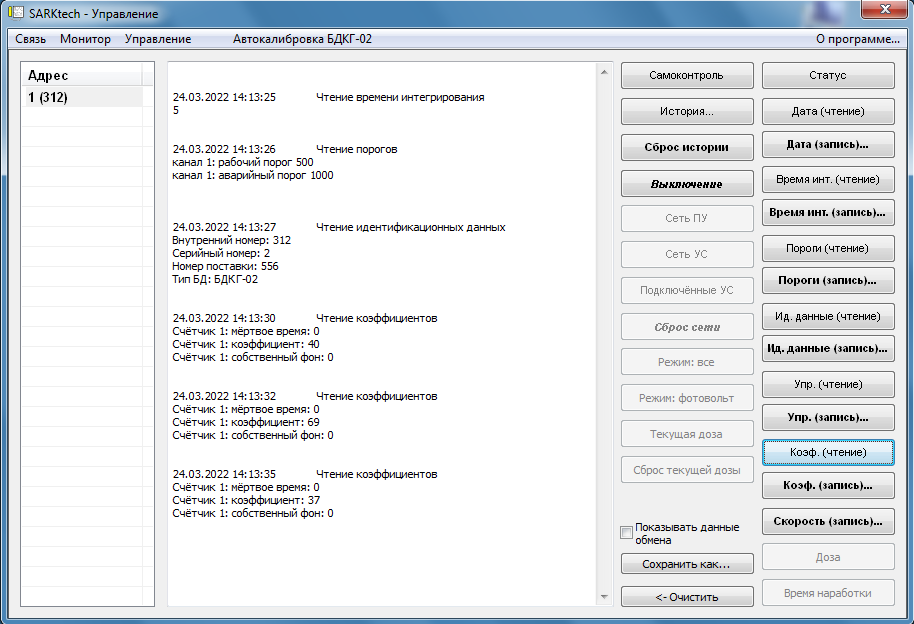 SARKtech - Управление
Связь Монитор Управление Автокалибровка БДКГ-02 О программе...
Адрес
1 (312)
24.03.2022 14:13:25 Чтение времени интегрирования
5
24.03.2022 14:13:26 Чтение порогов
канал 1: рабочий порог 500
канал 1: аварийный порог 1000
24.03.2022 14:13:27 Чтение идентификационных данных
Внутренний номер: 312
Серийный номер: 2
Номер поставки: 556
Тип БД: БДКГ-02
24.03.2022 14:13:30 Чтение коэффициентов
Счётчик 1: мёртвое время: 0
Счётчик 1: коэффициент: 40
Счётчик 1: собственный фон: 0
24.03.2022 14:13:32 Чтение коэффициентов
Счётчик 1: мёртвое время: 0
Счётчик 1: коэффициент: 69
Счётчик 1: собственный фон: 0
24.03.2022 14:13:35 Чтение коэффициентов
Счётчик 1: мёртвое время: 0
Счётчик 1: коэффициент: 37
Счётчик 1: собственный фон: 0
Самоконтроль
История...
Сброс истории
Выключение
Сеть ПУ
Сеть УС
Подключённые УС
Сброс сети
Режим: все
Режим: фотовольт
Текущая доза
Сброс текущей дозы
Показывать данные
обмена
Сохранить как...
<- Очистить
Статус
Дата (чтение)
Дата (запись)...
Время инт. (чтение)
Время инт. (запись)...
Пороги (чтение)
Пороги (запись)...
Ид. данные (чтение)
Ид. данные (запись)...
Упр. (чтение)
Упр. (запись)...
Коэф. (чтение)
Коэф. (запись)...
Скорость (запись)...
Доза
Время наработки